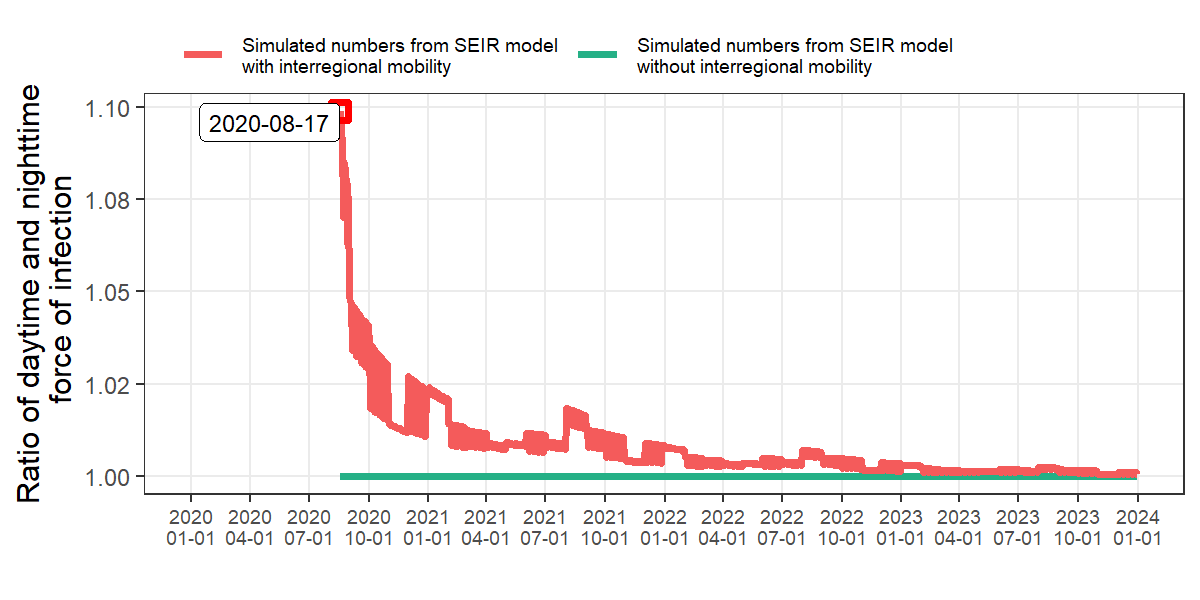 Simulated numbers from SEIR model
with interregional mobility
Simulated numbers from SEIR model
without interregional mobility
Ratio of daytime and nighttime
force of infection
1.10
1.08
1.05
1.02
1.00
2020-08-17
2020 2020 2020 2020 2021 2021 2021 2021 2022 2022 2022 2022 2023 2023 2023 2023 2024
01-01 04-01 07-01 10-01 01-01 04-01 07-01 10-01 01-01 04-01 07-01 10-01 01-01 04-01 07-01 10-01 01-01